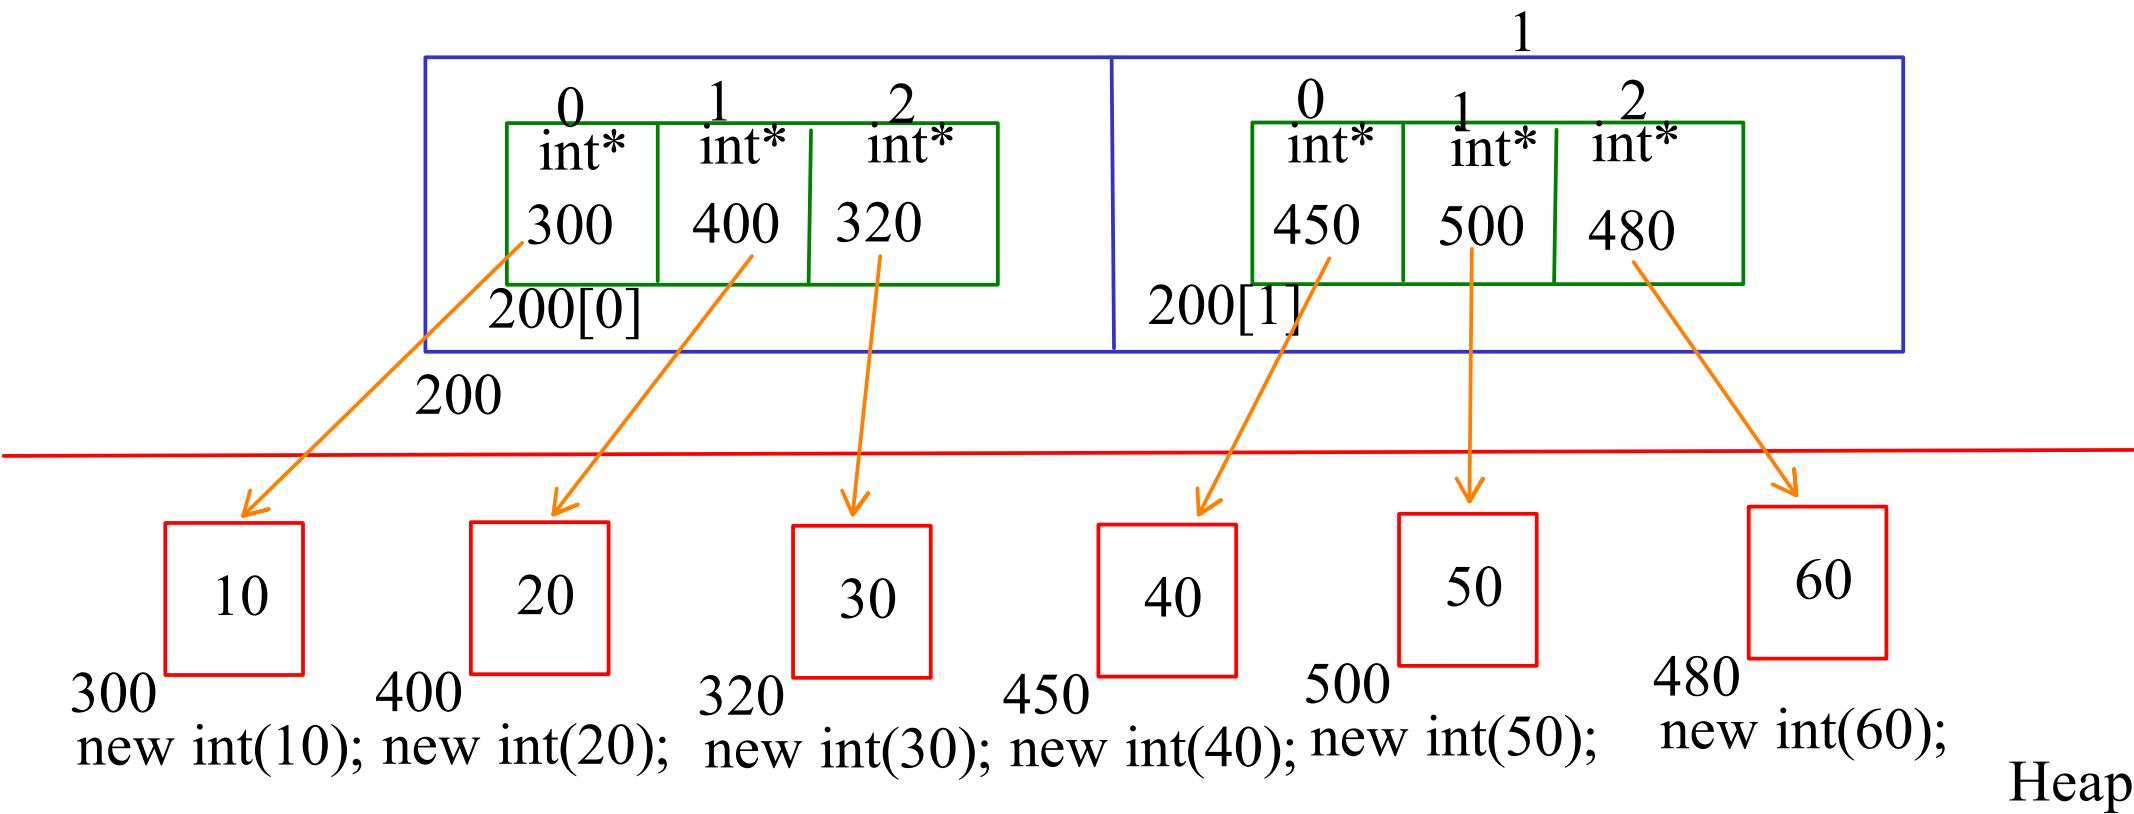 1
0 1 2 0 1 2
int* int* int* int* int* int*
300 400 320 450 500 480
200[0] 200[1]
200
10 20 30 40 50 60
300 400 320 450 500 480
new int(10); new int(20); new int(30); new int(40); new int(50); new int(60);
Heap